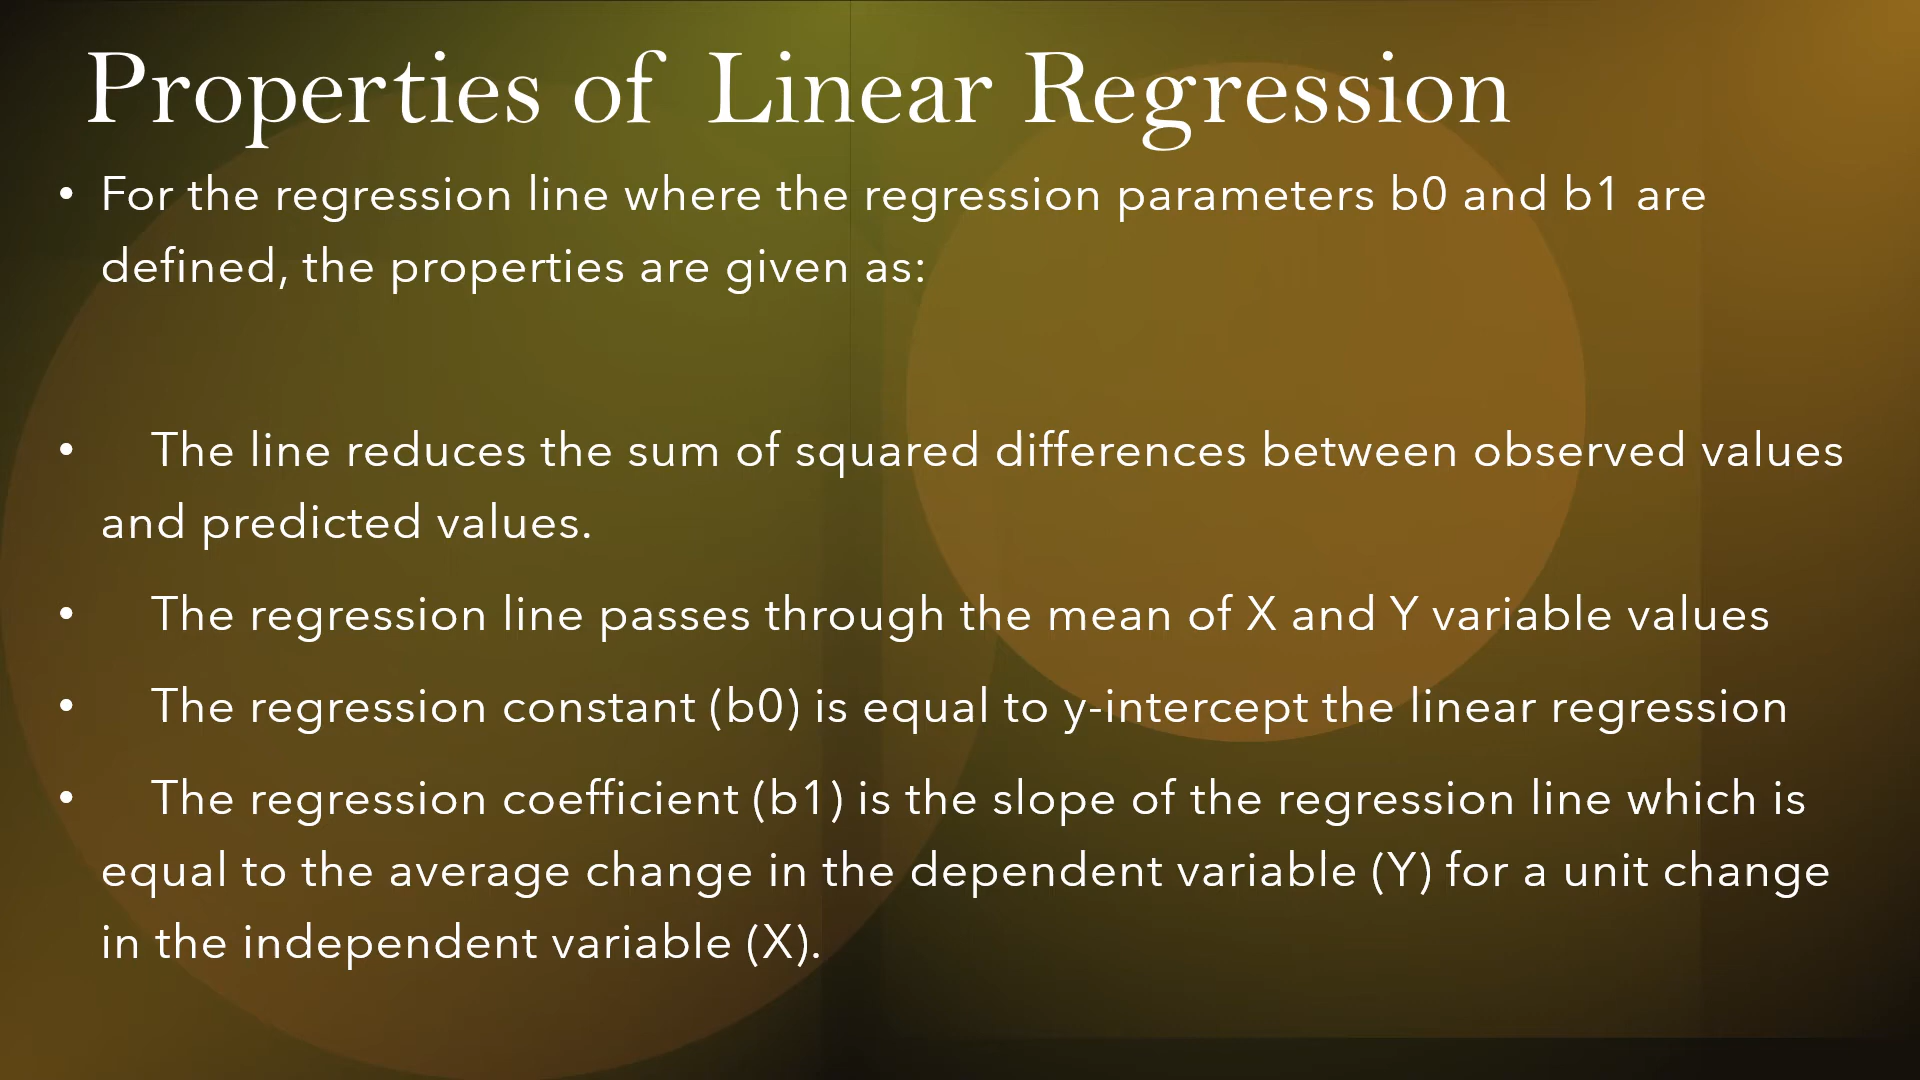 Properties of Linear Regression
• For the regression line where the regression parameters b0 and b1 are
defined, the properties are given as:
• The line reduces the sum of squared differences between observed values
and predicted values.
• The regression line passes through the mean of X and Y variable values
• The regression constant (b0) is equal to y-intercept the linear regression
• The regression coefficient (b1) is the slope of the regression line which is
equal to the average change in the dependent variable (Y) for a unit change
in the independent variable (X).